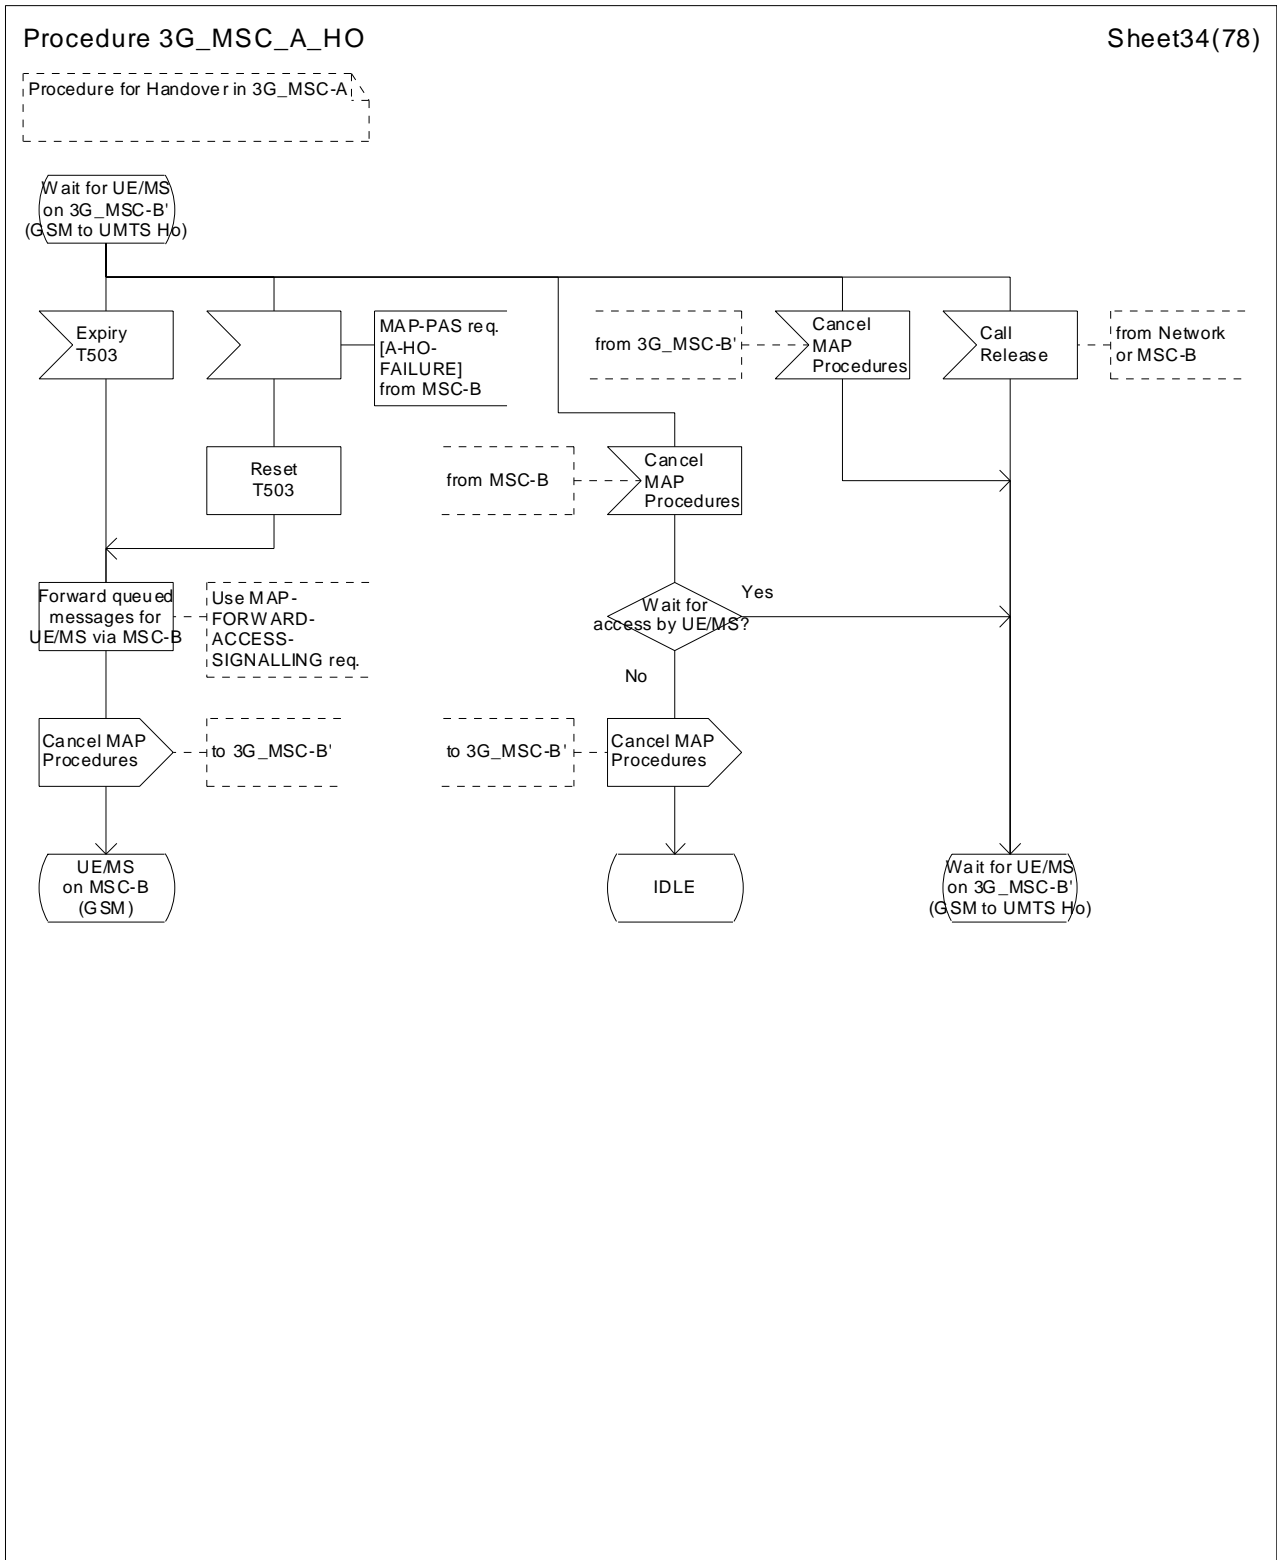 Procedure 3G_MSC_A_HO
Sheet34(78)
Procedure for Handover in 3G_MSC-A
Wait for UE/MS
on 3G_MSC-B'
(GSM to UMTS Ho)
Expiry
T503
MAP-PAS req.
[A-HO-
FAILURE]
from MSC-B
from 3G_MSC-B'
Cancel
MAP
Procedures
Call
Release
from Network
or MSC-B
Reset
T503
from MSC-B
Cancel
MAP
Procedures
Forward queued
messages for
UE/MS via MSC-B
Use MAP-
FORWARD-
ACCESS-
SIGNALLING req.
Wait for
access by UE/MS?
Yes
No
Cancel MAP
Procedures
to 3G_MSC-B'
to 3G_MSC-B'
Cancel MAP
Procedures
UE/MS
on MSC-B
(GSM)
IDLE
Wait for UE/MS
on 3G_MSC-B'
(GSM to UMTS Ho)